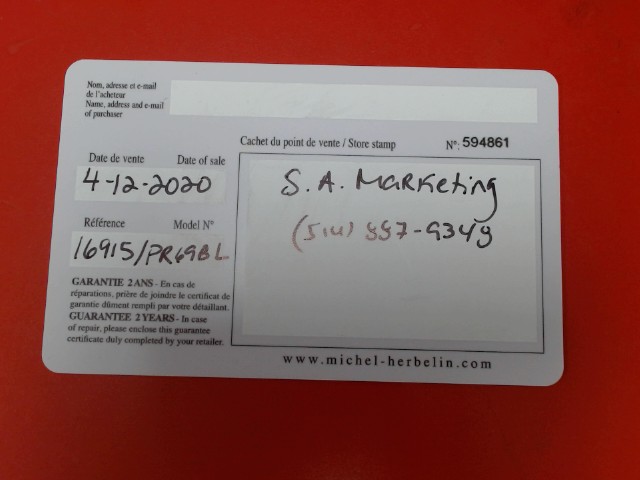 Nom, adresse et e-mail
de l'acheteur
Name, address and e-mail
of purchaser
Cachet du point de vente / Store stamp
N°: 594861
Date de vente Date of sale
4-12-2020
Référence Model N°
16915/PR69BL
S.A. Marketing
(514) 997-9349
GARANTIE 2 ANS - En cas de
réparations, prière de joindre le certificat de
garantie dûment rempli par votre détaillant.
GUARANTEE 2 YEARS - In case
of repair, please enclose this guarantee
certificate duly completed by your retailer.
www.michel-herbelin.com